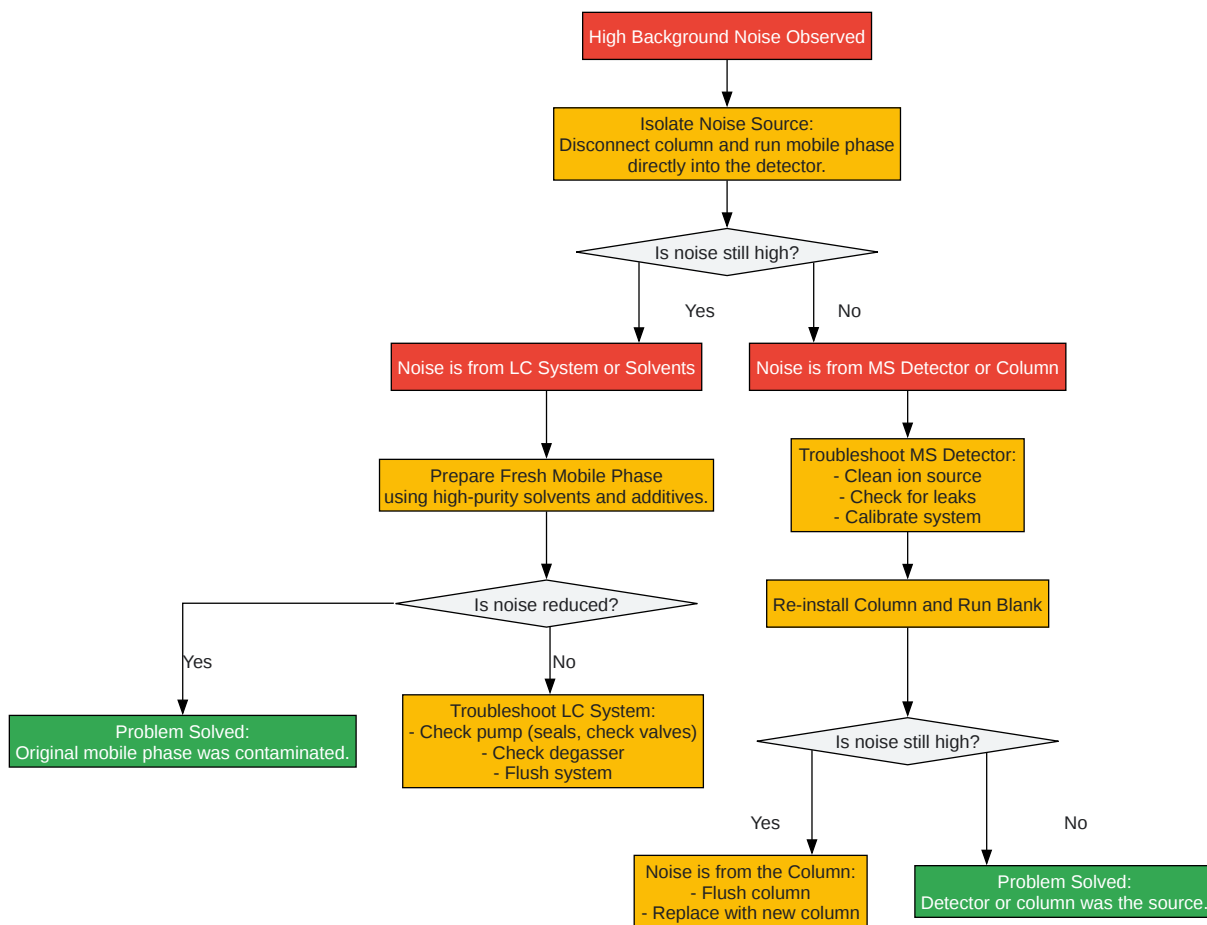 High Background Noise Observed
Isolate Noise Source:
Disconnect column and run mobile phase
directly into the detector.
Is noise still high?
Yes
No
Noise is from LC System or Solvents
Noise is from MS Detector or Column
Prepare Fresh Mobile Phase
using high-purity solvents and additives.
Troubleshoot MS Detector:
- Clean ion source
- Check for leaks
- Calibrate system
Is noise reduced?
Re-install Column and Run Blank
Yes
No
Problem Solved:
Original mobile phase was contaminated.
Troubleshoot LC System:
- Check pump (seals, check valves)
- Check degasser
- Flush system
Is noise still high?
Yes
No
Noise is from the Column:
- Flush column
- Replace with new column
Problem Solved:
Detector or column was the source.